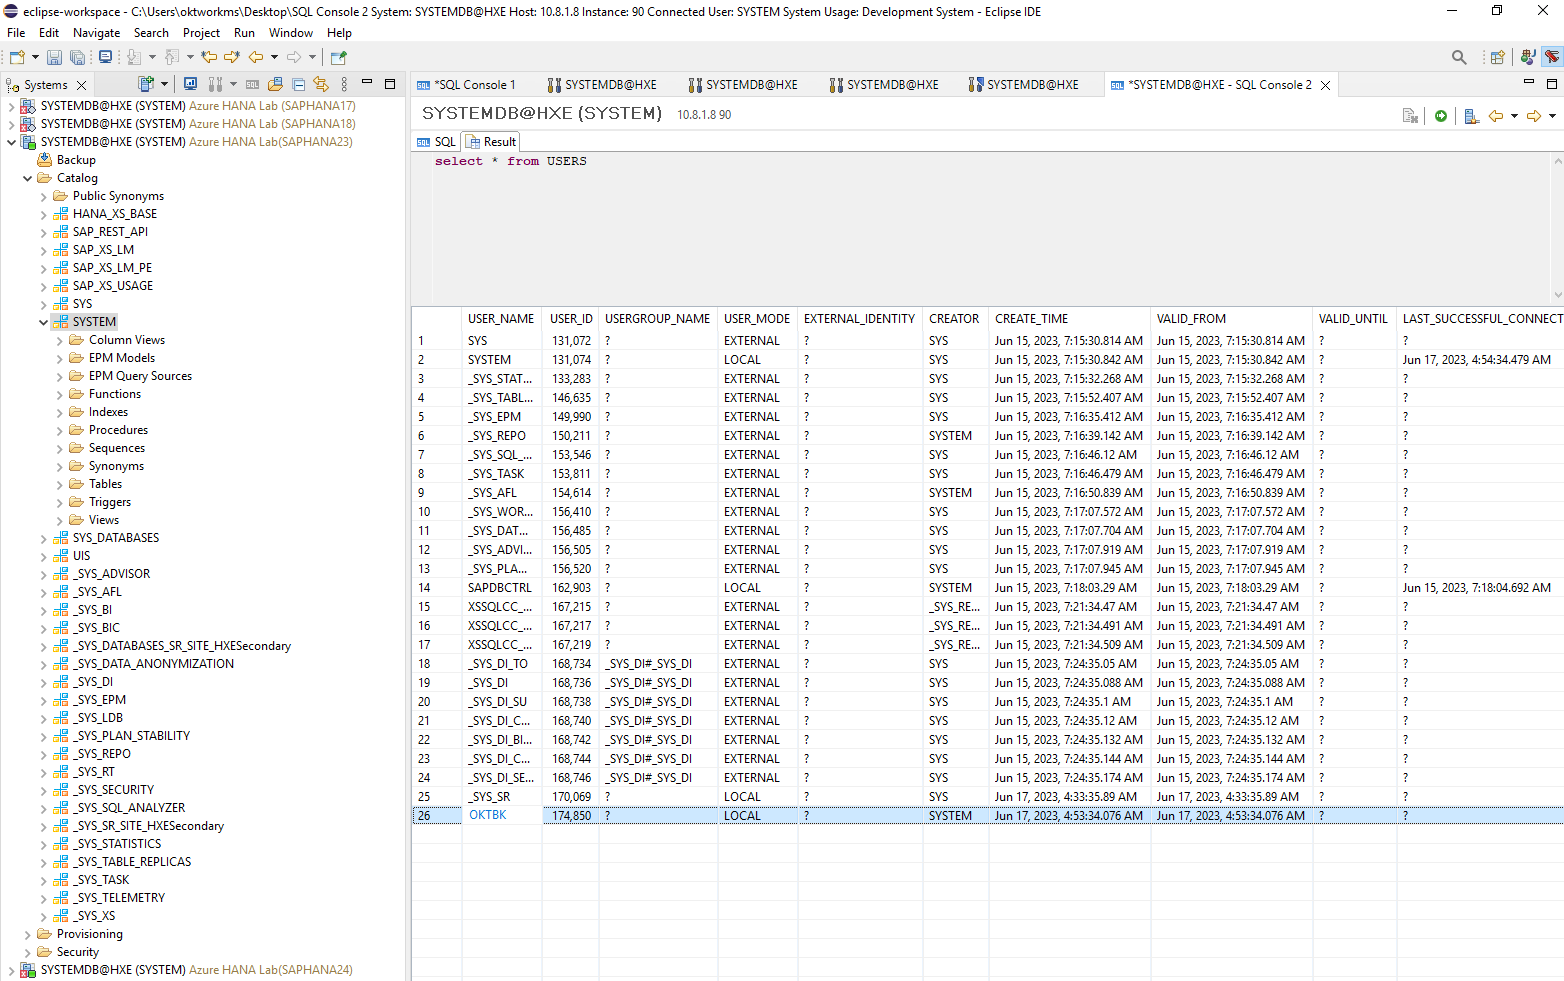 eclipse-workspace - C:\Users\oktworkms\Desktop\SQL Console 2 System: SYSTEMDB@HXE Host: 10.8.1.8 Instance: 90 Connected User: SYSTEM System Usage: Development System - Eclipse IDE
File Edit Navigate Search Project Run Window Help
Systems
SYSTEMDB@HXE (SYSTEM) Azure HANA Lab (SAPHANA17)
SYSTEMDB@HXE (SYSTEM) Azure HANA Lab (SAPHANA18)
SYSTEMDB@HXE (SYSTEM) Azure HANA Lab(SAPHANA23)
Backup
Catalog
Public Synonyms
HANA_XS_BASE
SAP_REST_API
SAP_XS_LM
SAP_XS_LM_PE
SAP_XS_USAGE
SYS
SYSTEM
Column Views
EPM Models
EPM Query Sources
Functions
Indexes
Procedures
Sequences
Synonyms
Tables
Triggers
Views
SYS_DATABASES
UIS
_SYS_ADVISOR
_SYS_AFL
_SYS_BI
_SYS_BIC
_SYS_DATABASES_SR_SITE_HXESecondary
_SYS_DATA_ANONYMIZATION
_SYS_DI
_SYS_EPM
_SYS_LDB
_SYS_PLAN_STABILITY
_SYS_REPO
_SYS_RT
_SYS_SECURITY
_SYS_SQL_ANALYZER
_SYS_SR_SITE_HXESecondary
_SYS_STATISTICS
_SYS_TABLE_REPLICAS
_SYS_TASK
_SYS_TELEMETRY
_SYS_XS
Provisioning
Security
SYSTEMDB@HXE (SYSTEM) Azure HANA Lab(SAPHANA24)
*SQL Console 1 SYSTEMDB@HXE SYSTEMDB@HXE SYSTEMDB@HXE SYSTEMDB@HXE *SYSTEMDB@HXE - SQL Console 2
SYSTEMDB@HXE (SYSTEM) 10.8.1.8 90
SQL Result
select * from USERS
USER_NAME USER_ID USERGROUP_NAME USER_MODE EXTERNAL_IDENTITY CREATOR CREATE_TIME VALID_FROM VALID_UNTIL LAST_SUCCESSFUL_CONNECT
1 SYS 131,072 ? EXTERNAL ? SYS Jun 15, 2023, 7:15:30.814 AM Jun 15, 2023, 7:15:30.814 AM ? ?
2 SYSTEM 131,074 ? LOCAL ? SYS Jun 15, 2023, 7:15:30.842 AM Jun 15, 2023, 7:15:30.842 AM ? Jun 17, 2023, 4:54:34.479 AM
3 _SYS_STAT... 133,283 ? EXTERNAL ? SYS Jun 15, 2023, 7:15:32.268 AM Jun 15, 2023, 7:15:32.268 AM ? ?
4 _SYS_TABL... 146,635 ? EXTERNAL ? SYS Jun 15, 2023, 7:15:52.407 AM Jun 15, 2023, 7:15:52.407 AM ? ?
5 _SYS_EPM 149,990 ? EXTERNAL ? SYS Jun 15, 2023, 7:16:35.412 AM Jun 15, 2023, 7:16:35.412 AM ? ?
6 _SYS_REPO 150,211 ? EXTERNAL ? SYSTEM Jun 15, 2023, 7:16:39.142 AM Jun 15, 2023, 7:16:39.142 AM ? ?
7 _SYS_SQL_... 153,546 ? EXTERNAL ? SYS Jun 15, 2023, 7:16:46.12 AM Jun 15, 2023, 7:16:46.12 AM ? ?
8 _SYS_TASK 153,811 ? EXTERNAL ? SYS Jun 15, 2023, 7:16:46.479 AM Jun 15, 2023, 7:16:46.479 AM ? ?
9 _SYS_AFL 154,614 ? EXTERNAL ? SYSTEM Jun 15, 2023, 7:16:50.839 AM Jun 15, 2023, 7:16:50.839 AM ? ?
10 _SYS_WOR... 156,410 ? EXTERNAL ? SYS Jun 15, 2023, 7:17:07.572 AM Jun 15, 2023, 7:17:07.572 AM ? ?
11 _SYS_DAT... 156,485 ? EXTERNAL ? SYS Jun 15, 2023, 7:17:07.704 AM Jun 15, 2023, 7:17:07.704 AM ? ?
12 _SYS_ADVI... 156,505 ? EXTERNAL ? SYS Jun 15, 2023, 7:17:07.919 AM Jun 15, 2023, 7:17:07.919 AM ? ?
13 _SYS_PLA... 156,520 ? EXTERNAL ? SYS Jun 15, 2023, 7:17:07.945 AM Jun 15, 2023, 7:17:07.945 AM ? ?
14 SAPDBCTRL 162,903 ? LOCAL ? SYSTEM Jun 15, 2023, 7:18:03.29 AM Jun 15, 2023, 7:18:03.29 AM ? Jun 15, 2023, 7:18:04.692 AM
15 XSSQLCC_... 167,215 ? EXTERNAL ? _SYS_RE... Jun 15, 2023, 7:21:34.47 AM Jun 15, 2023, 7:21:34.47 AM ? ?
16 XSSQLCC_... 167,217 ? EXTERNAL ? _SYS_RE... Jun 15, 2023, 7:21:34.491 AM Jun 15, 2023, 7:21:34.491 AM ? ?
17 XSSQLCC_... 167,219 ? EXTERNAL ? _SYS_RE... Jun 15, 2023, 7:21:34.509 AM Jun 15, 2023, 7:21:34.509 AM ? ?
18 _SYS_DI_TO 168,734 _SYS_DI#_SYS_DI EXTERNAL ? SYS Jun 15, 2023, 7:24:35.05 AM Jun 15, 2023, 7:24:35.05 AM ? ?
19 _SYS_DI 168,736 _SYS_DI#_SYS_DI EXTERNAL ? SYS Jun 15, 2023, 7:24:35.088 AM Jun 15, 2023, 7:24:35.088 AM ? ?
20 _SYS_DI_SU 168,738 _SYS_DI#_SYS_DI EXTERNAL ? SYS Jun 15, 2023, 7:24:35.1 AM Jun 15, 2023, 7:24:35.1 AM ? ?
21 _SYS_DI_C... 168,740 _SYS_DI#_SYS_DI EXTERNAL ? SYS Jun 15, 2023, 7:24:35.12 AM Jun 15, 2023, 7:24:35.12 AM ? ?
22 _SYS_DI_BI... 168,742 _SYS_DI#_SYS_DI EXTERNAL ? SYS Jun 15, 2023, 7:24:35.132 AM Jun 15, 2023, 7:24:35.132 AM ? ?
23 _SYS_DI_C... 168,744 _SYS_DI#_SYS_DI EXTERNAL ? SYS Jun 15, 2023, 7:24:35.144 AM Jun 15, 2023, 7:24:35.144 AM ? ?
24 _SYS_DI_SE... 168,746 _SYS_DI#_SYS_DI EXTERNAL ? SYS Jun 15, 2023, 7:24:35.174 AM Jun 15, 2023, 7:24:35.174 AM ? ?
25 _SYS_SR 170,069 ? LOCAL ? SYS Jun 17, 2023, 4:33:35.89 AM Jun 17, 2023, 4:33:35.89 AM ? ?
26 OKTBK 174,850 ? LOCAL ? SYSTEM Jun 17, 2023, 4:53:34.076 AM Jun 17, 2023, 4:53:34.076 AM ? ?